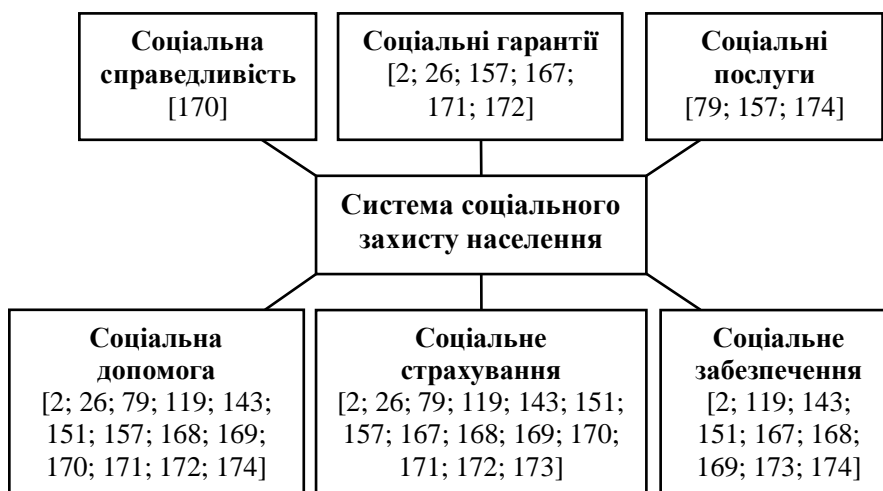 Соціальна
справедливість
[170]
Соціальні гарантії
[2; 26; 157; 167;
171; 172]
Соціальні
послуги
[79; 157; 174]
Система соціального
захисту населення
Соціальна
допомога
[2; 26; 79; 119; 143;
151; 157; 168; 169;
170; 171; 172; 174]
Соціальне
страхування
[2; 26; 79; 119; 143; 151;
157; 167; 168; 169; 170;
171; 172; 173]
Соціальне
забезпечення
[2; 119; 143;
151; 167; 168;
169; 173; 174]